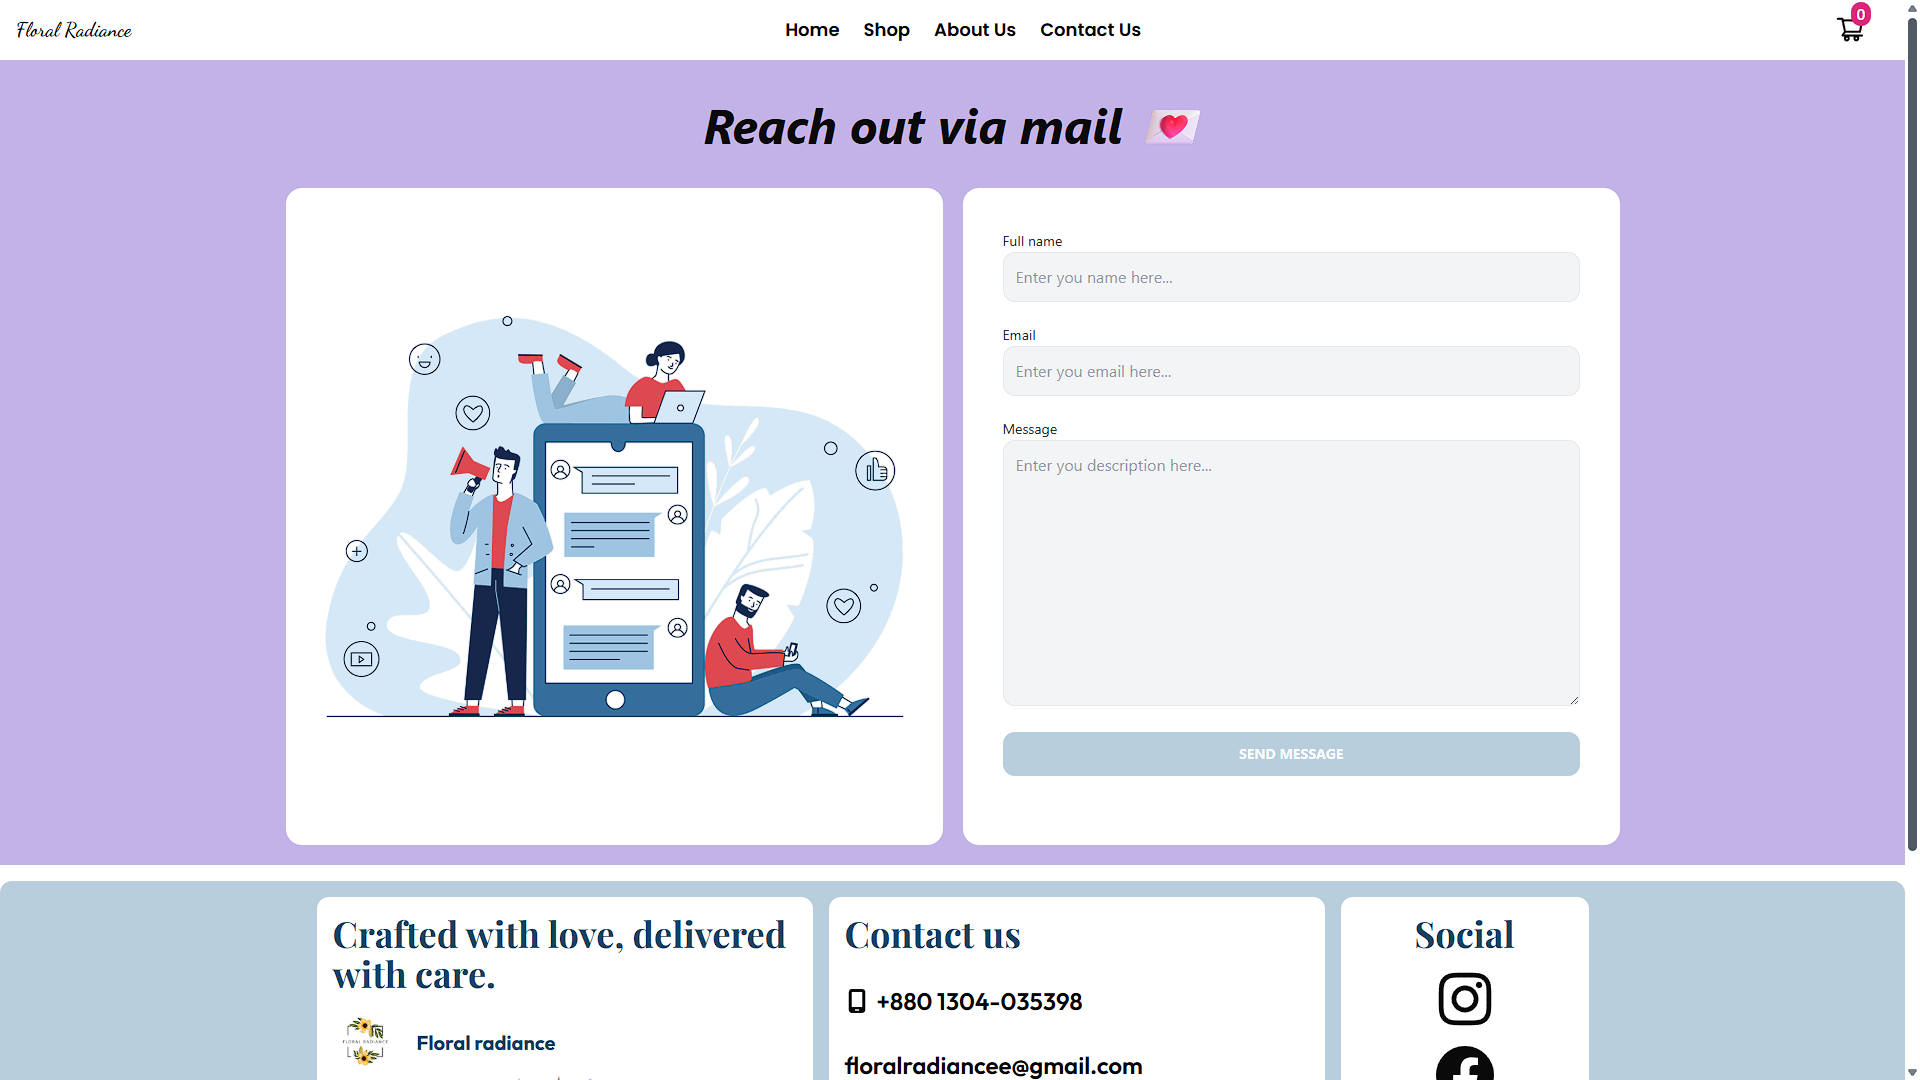 Floral Radiance
Home Shop About Us Contact Us
0
Reach out via mail
Full name
Enter you name here...
Email
Enter you email here...
Message
Enter you description here...
SEND MESSAGE
Crafted with love, delivered
with care.
FLORAL RADIANCE
Floral radiance
Contact us
+880 1304-035398
floralradiancee@gmail.com
Social